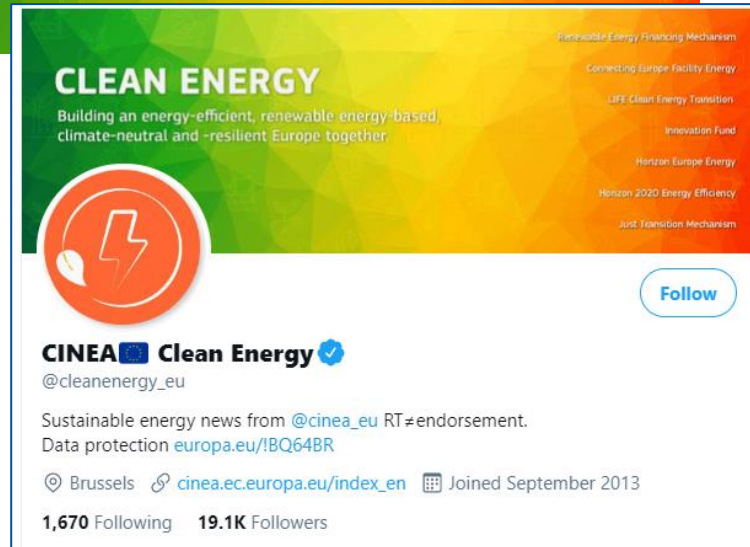 Renewable Energy Financing Mechanism
Connecting Europe Facility Energy
LIFE Clean Energy Transition
Innovation Fund
Horizon Europe Energy
Horizon 2020 Energy Efficiency
Just Transition Mechanism
CLEAN ENERGY
Building an energy-efficient, renewable energy-based,
climate-neutral and -resilient Europe together.
Follow
CINEA🇪🇺 Clean Energy
@cleanenergy_eu
Sustainable energy news from @cinea_eu RT≠endorsement.
Data protection europa.eu/!BQ64BR
Brussels cinea.ec.europa.eu/index_en Joined September 2013
1,670 Following 19.1K Followers